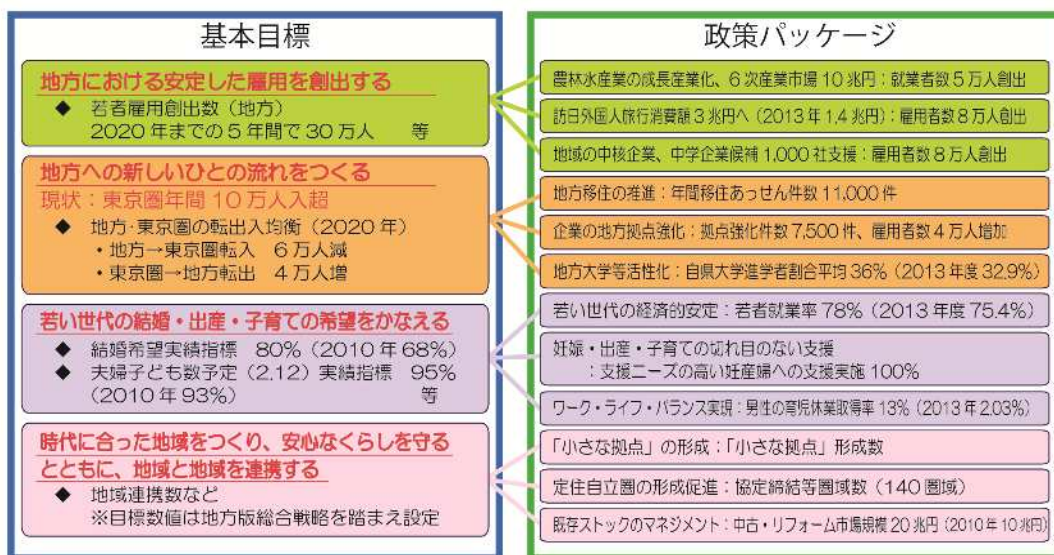 基本目標
地方における安定した雇用を創出する
◆ 若者雇用創出数（地方）
2020年までの5年間で30万人 等
地方への新しいひとの流れをつくる
現状：東京圏年間10万人入超
◆ 地方・東京圏の転出入均衡（2020年）
・地方→東京圏転入 6万人減
・東京圏→地方転出 4万人増
若い世代の結婚・出産・子育ての希望をかなえる
◆ 結婚希望実績指標 80%（2010年68%）
◆ 夫婦子ども数予定（2.12）実績指標 95%
（2010年93%） 等
時代に合った地域をつくり、安心なくらしを守る
とともに、地域と地域を連携する
◆ 地域連携数など
※目標数値は地方版総合戦略を踏まえ設定
政策パッケージ
農林水産業の成長産業化、6次産業市場10兆円：就業者数5万人創出
訪日外国人旅行消費額3兆円へ（2013年1.4兆円）：雇用者数8万人創出
地域の中核企業、中学企業候補1,000社支援：雇用者数8万人創出
地方移住の推進：年間移住あっせん件数11,000件
企業の地方拠点強化：拠点強化件数7,500件、雇用者数4万人増加
地方大学等活性化：自県大学進学者割合平均36%（2013年度32.9%）
若い世代の経済的安定：若者就業率78%（2013年度75.4%）
妊娠・出産・子育ての切れ目のない支援
：支援ニーズの高い妊産婦への支援実施100%
ワーク・ライフ・バランス実現：男性の育児休業取得率13%（2013年2.03%）
「小さな拠点」の形成：「小さな拠点」形成数
定住自立圏の形成促進：協定締結等圏域数（140圏域）
既存ストックのマネジメント：中古・リフォーム市場規模20兆円（2010年10兆円）